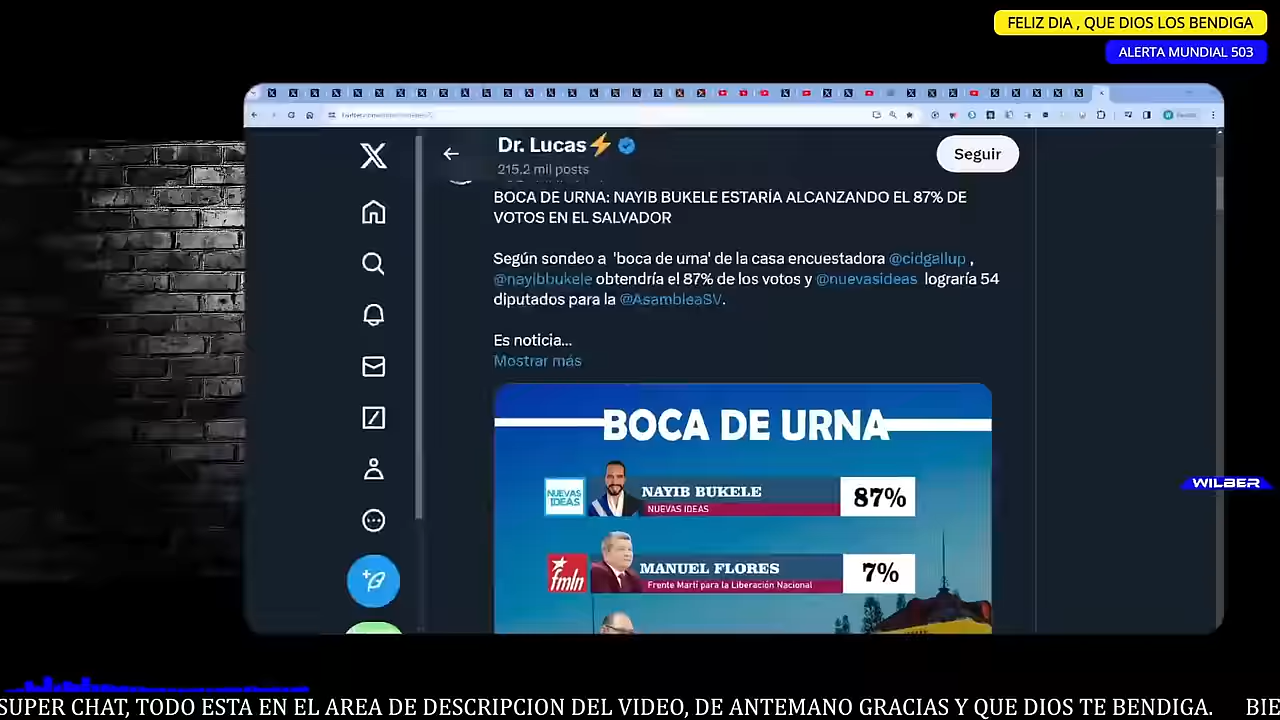 FELIZ DIA , QUE DIOS LOS BENDIGA
ALERTA MUNDIAL 503
Dr. Lucas⚡
215.2 mil posts
Seguir
BOCA DE URNA: NAYIB BUKELE ESTARÍA ALCANZANDO EL 87% DE
VOTOS EN EL SALVADOR
Según sondeo a 'boca de urna' de la casa encuestadora @cidgallup ,
@nayibbukele obtendría el 87% de los votos y @nuevasideas lograría 54
diputados para la @AsambleaSV.
Es noticia...
Mostrar más
BOCA DE URNA
NUEVAS
IDEAS
NAYIB BUKELE
NUEVAS IDEAS
87%
fmln
MANUEL FLORES
Frente Martí para la Liberación Nacional
7%
WILBER
SUPER CHAT, TODO ESTA EN EL AREA DE DESCRIPCION DEL VIDEO, DE ANTEMANO GRACIAS Y QUE DIOS TE BENDIGA. BIE